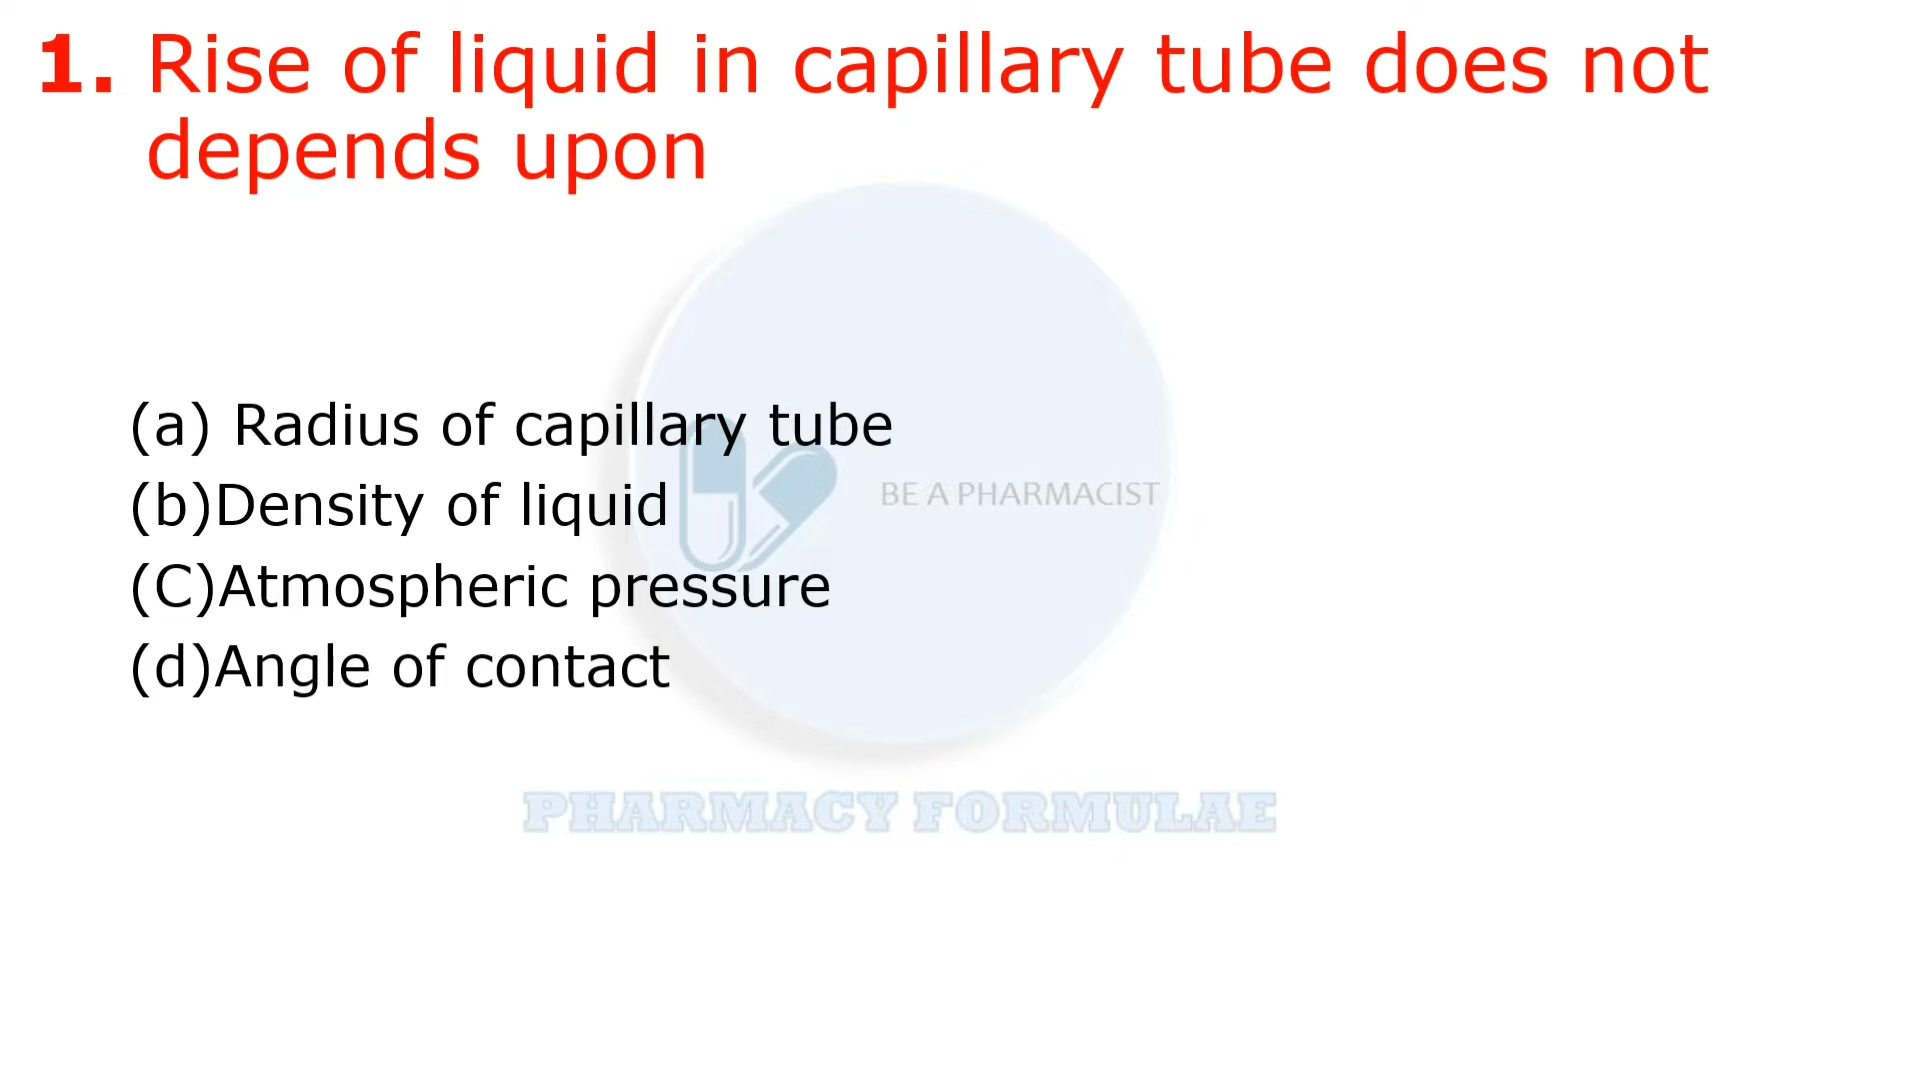 1. Rise of liquid in capillary tube does not
depends upon
(a) Radius of capillary tube
(b)Density of liquid
BE A PHARMACIST
(C)Atmospheric pressure
(d)Angle of contact
PHARMACY FORMULAE